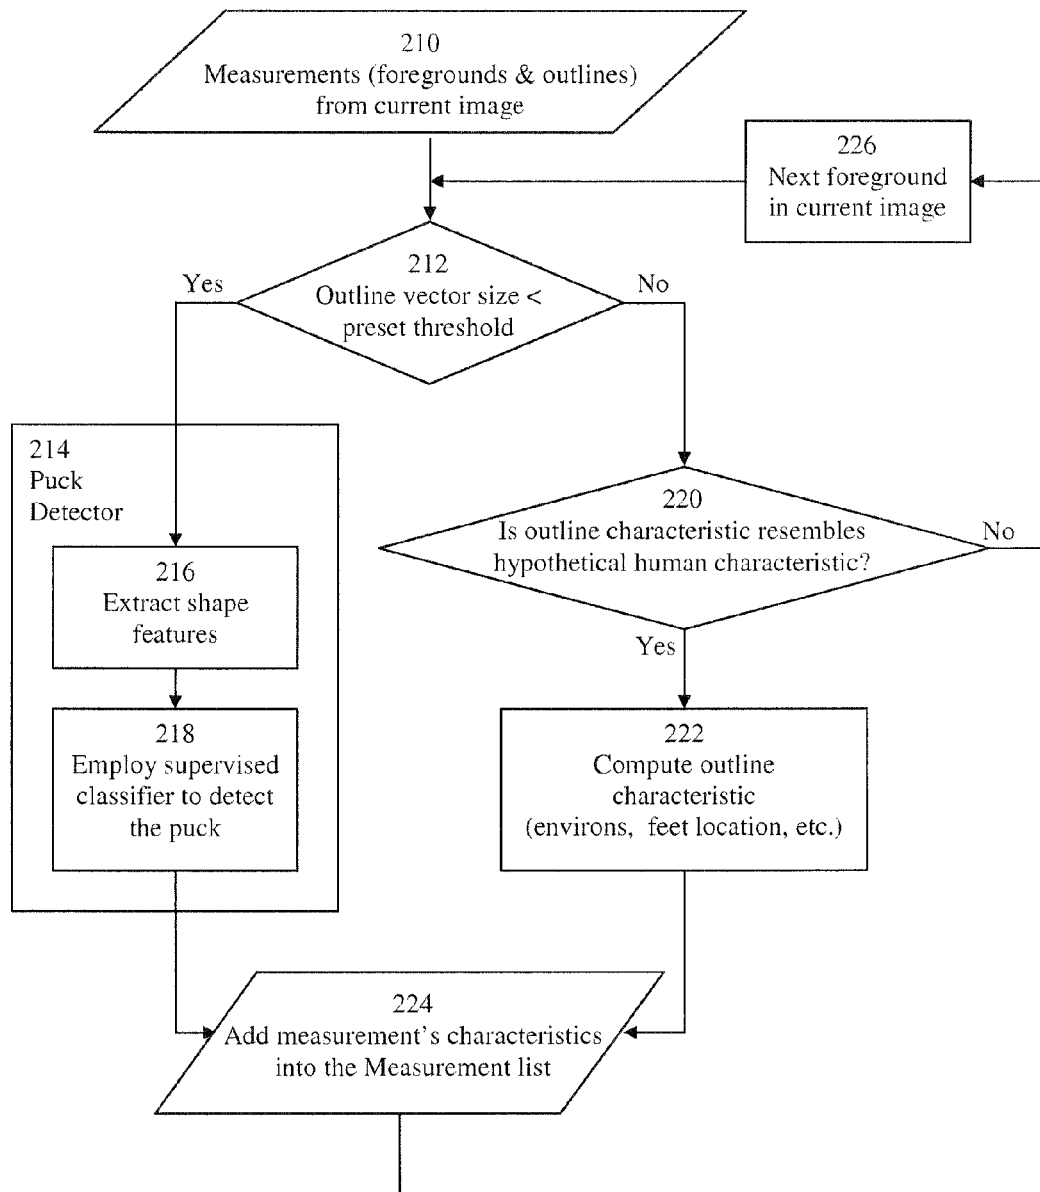 210
Measurements (foregrounds & outlines)
from current image
226
Next foreground
in current image
212
Outline vector size <
preset threshold
Yes
No
214
Puck
Detector
216
Extract shape
features
218
Employ supervised
classifier to detect
the puck
220
Is outline characteristic resembles
hypothetical human characteristic?
No
Yes
222
Compute outline
characteristic
(environs, feet location, etc.)
224
Add measurement's characteristics
into the Measurement list